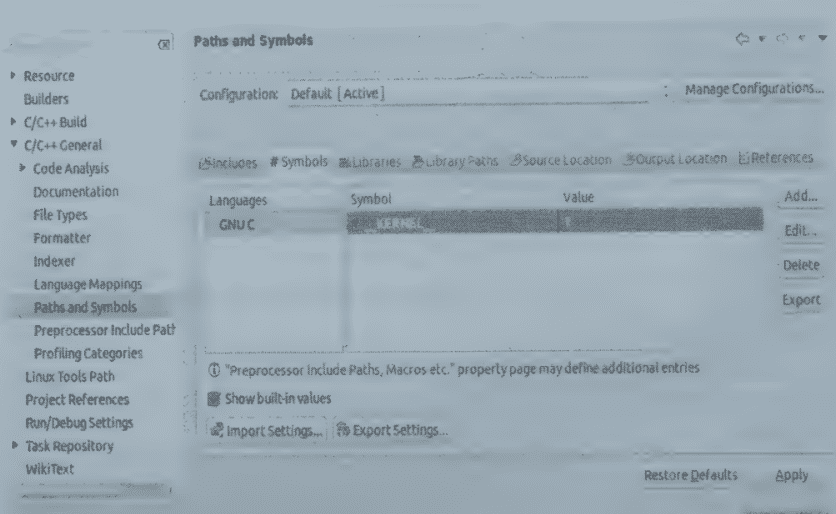 Paths and Symbols
Resource
Builders
C/C++ Build
C/C++ General
Code Analysis
Documentation
File Types
Formatter
Indexer
Language Mappings
Paths and Symbols
Preprocessor Include Path
Profiling Categories
Linux Tools Path
Project References
Run/Debug Settings
Task Repository
WikiText
Configuration: Default [Active]
Manage Configurations...
Includes # Symbols Libraries Library Paths Source Location Output Location References
Languages Symbol Value
GNU C __KERNEL__
Add...
Edit...
Delete
Export
"Preprocessor Include Paths, Macros etc." property page may define additional entries
Show built-in values
Import Settings... Export Settings...
Restore Defaults Apply